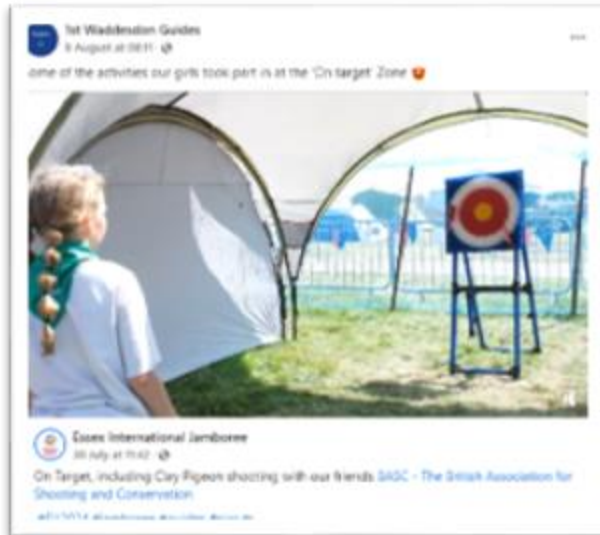 1st Waddesdon Guides
9 August at 08:11
ome of the activities our girls took part in at the 'On target' Zone
Essex International Jamboree
30 July at 11:42
On Target, including Clay Pigeon shooting with our friends BASC - The British Association for
Shooting and Conservation